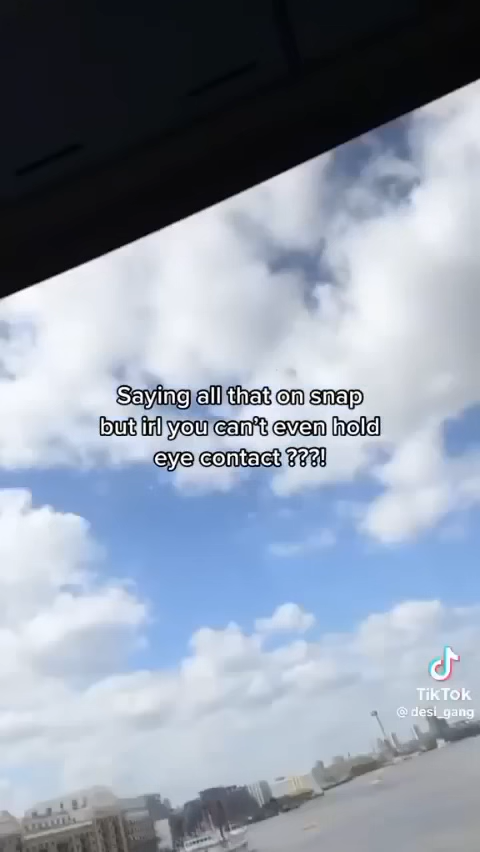 Saying all that on snap
but irl you can't even hold
eye contact ???!
TikTok
@desi_gang